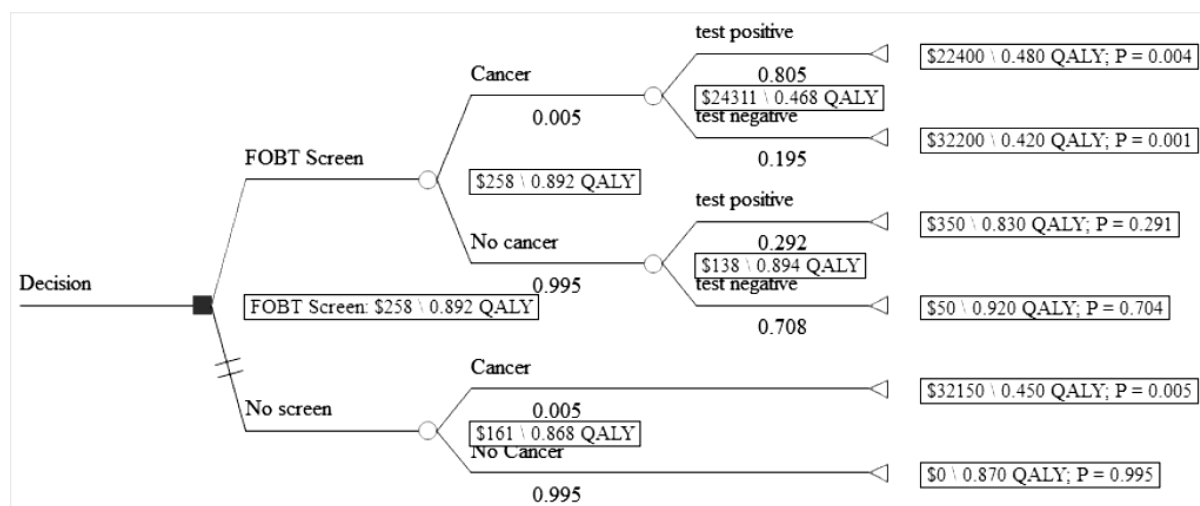 test positive
$22400 \ 0.480 QALY; P = 0.004
Cancer
0.805
$24311 \ 0.468 QALY
0.005
test negative
$32200 \ 0.420 QALY; P = 0.001
FOBT Screen
0.195
$258 \ 0.892 QALY
test positive
$350 \ 0.830 QALY; P = 0.291
No cancer
0.292
$138 \ 0.894 QALY
Decision
0.995
test negative
FOBT Screen: $258 \ 0.892 QALY
$50 \ 0.920 QALY; P = 0.704
0.708
Cancer
$32150 \ 0.450 QALY; P = 0.005
No screen
0.005
$161 \ 0.868 QALY
No Cancer
$0 \ 0.870 QALY; P = 0.995
0.995